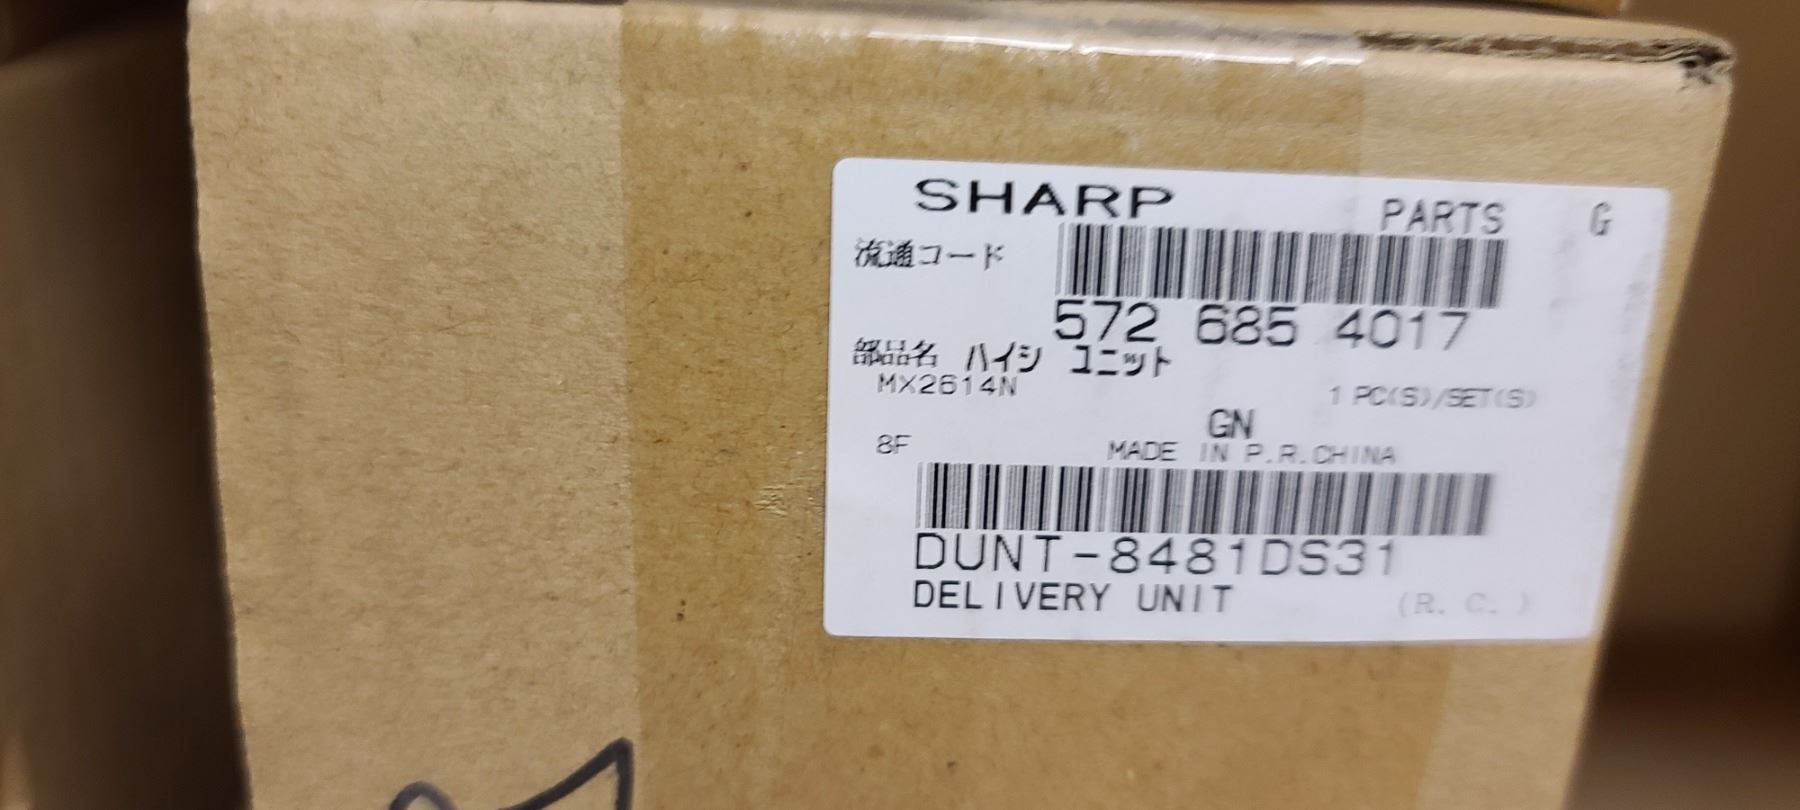 SHARP PARTS G
流通コード
572 685 4017
部品名 ハイシ ユニット
MX2614N 1 PC(S)/SET(S)
GN
8F MADE IN P.R.CHINA
DUNT-8481DS31
DELIVERY UNIT (R. C. )